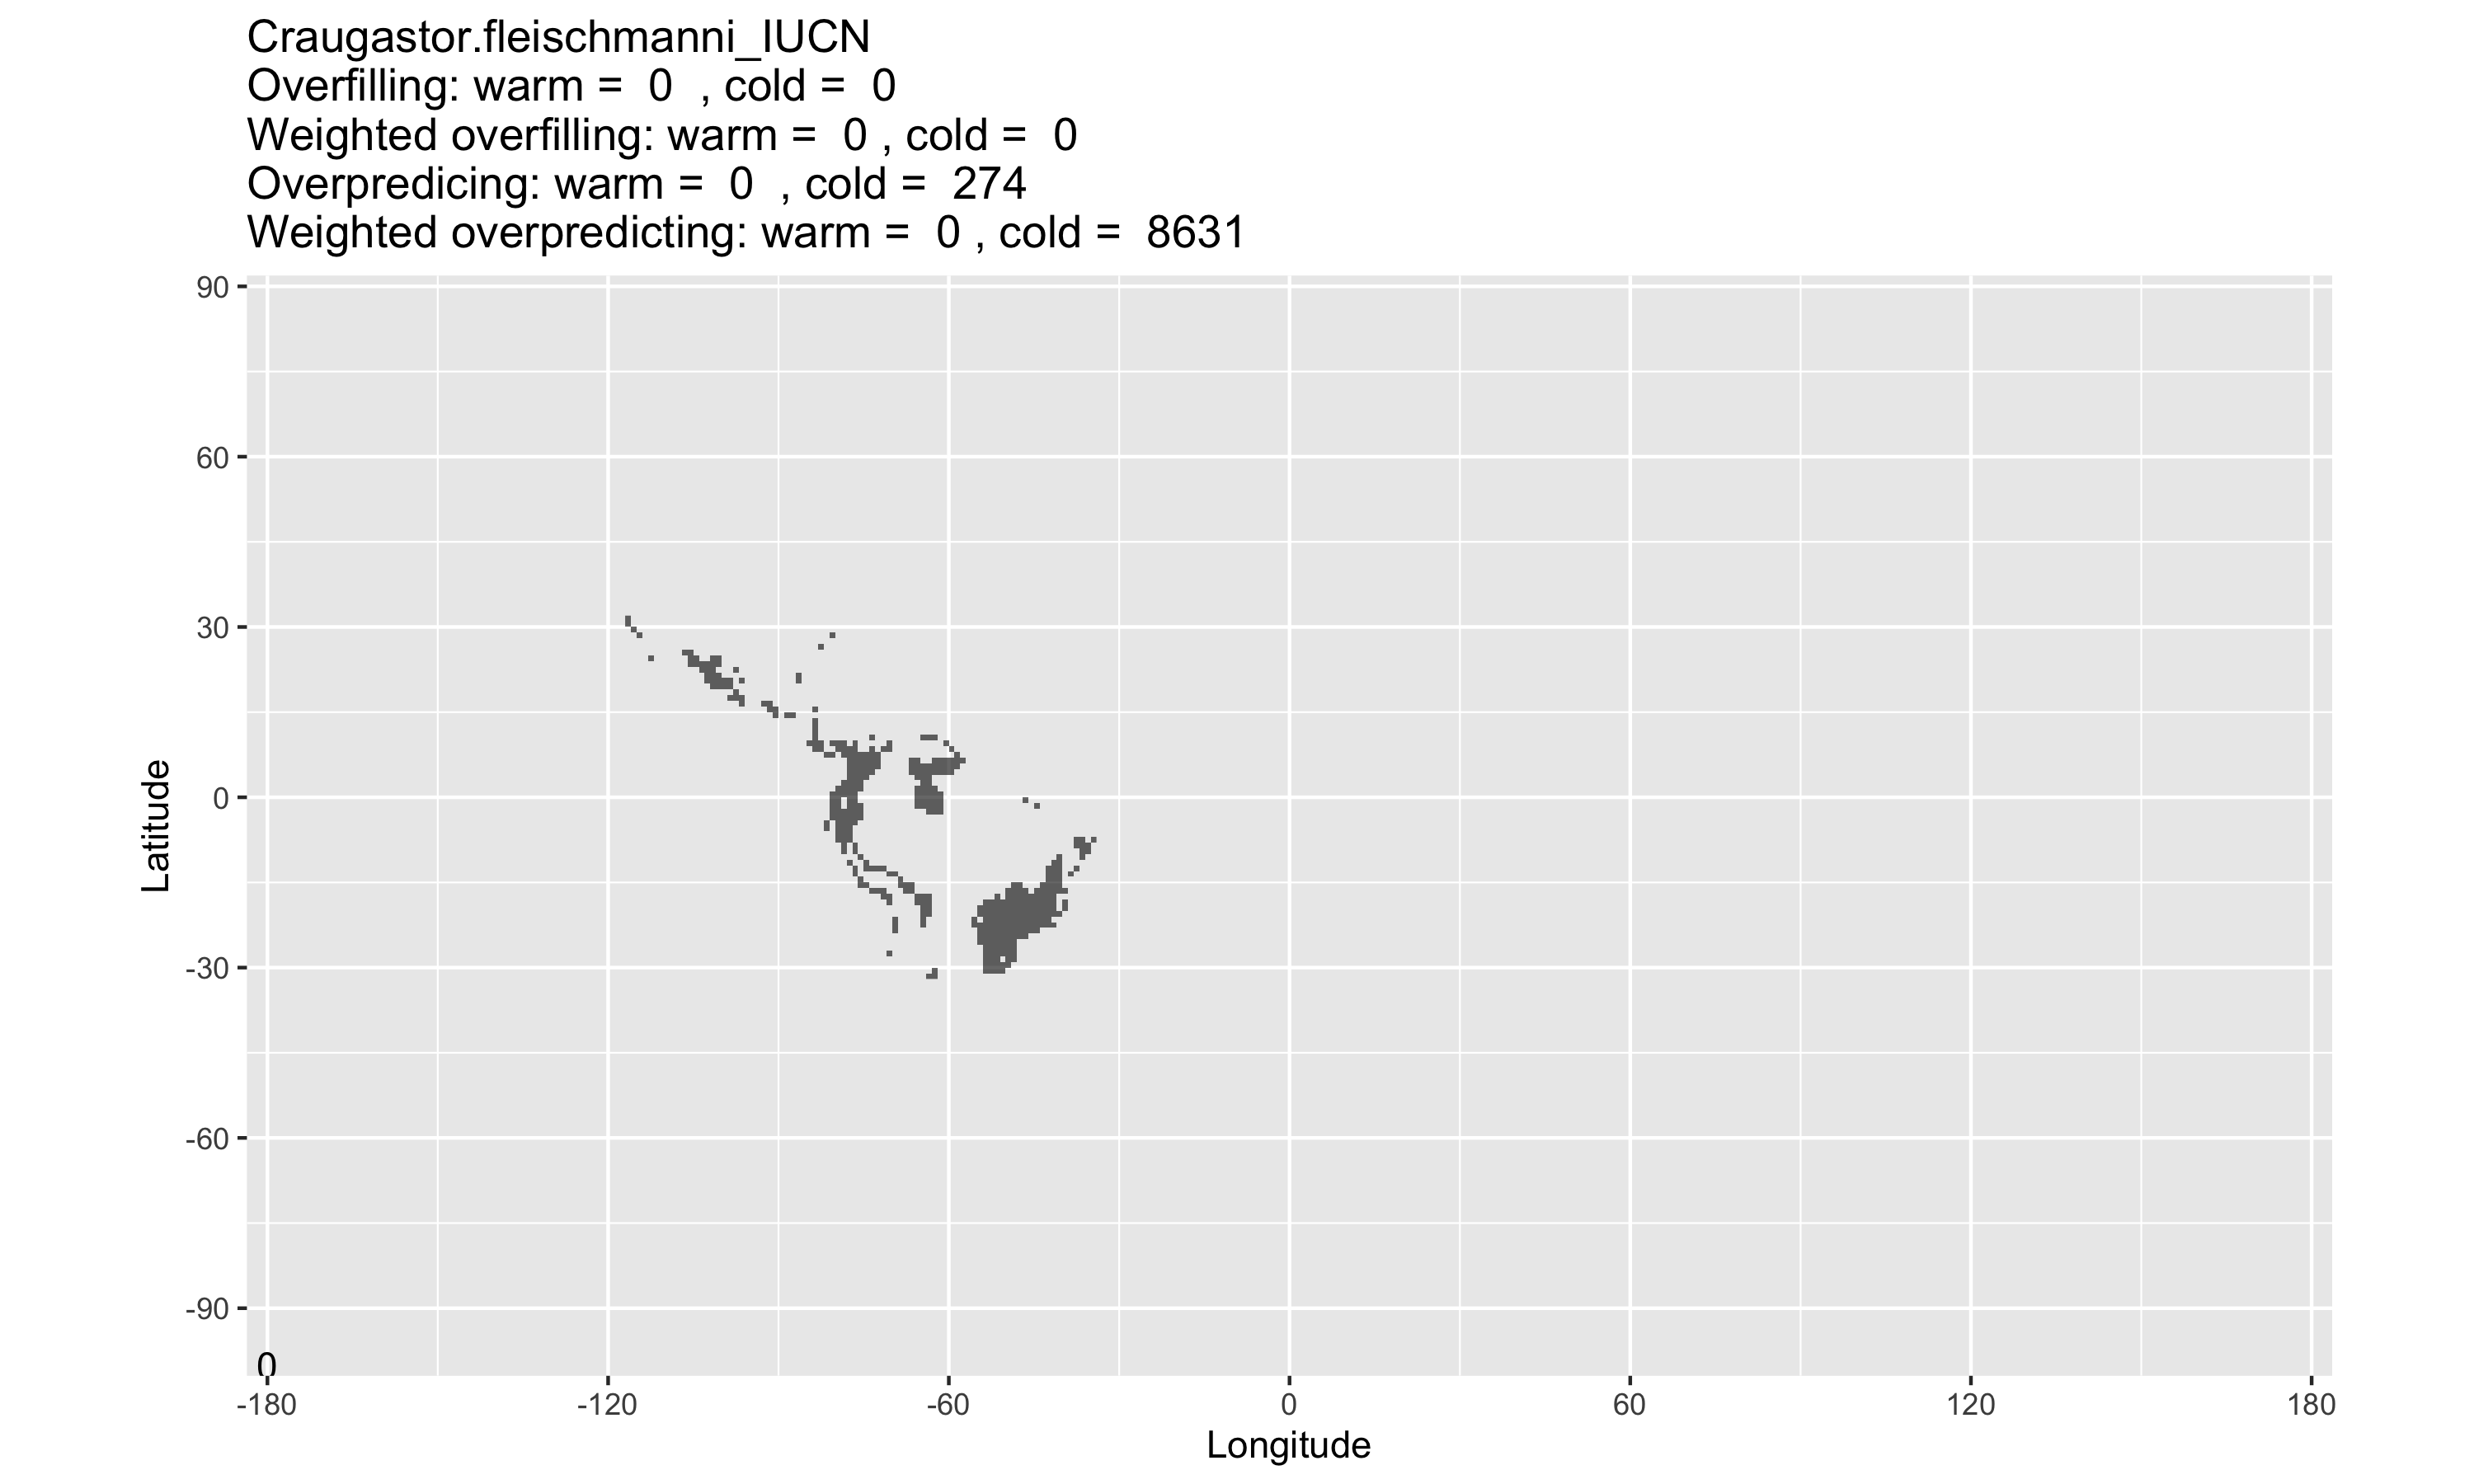 Craugastor.fleischmanni_IUCN
Overfilling: warm =  0  , cold =  0
Weighted overfilling: warm =  0 , cold =  0
Overpredicing: warm =  0  , cold =  274
Weighted overpredicting: warm =  0 , cold =  8631
90
60
30
0
-30
-60
-90
Latitude
0
-180
-120
-60
0
60
120
180
Longitude